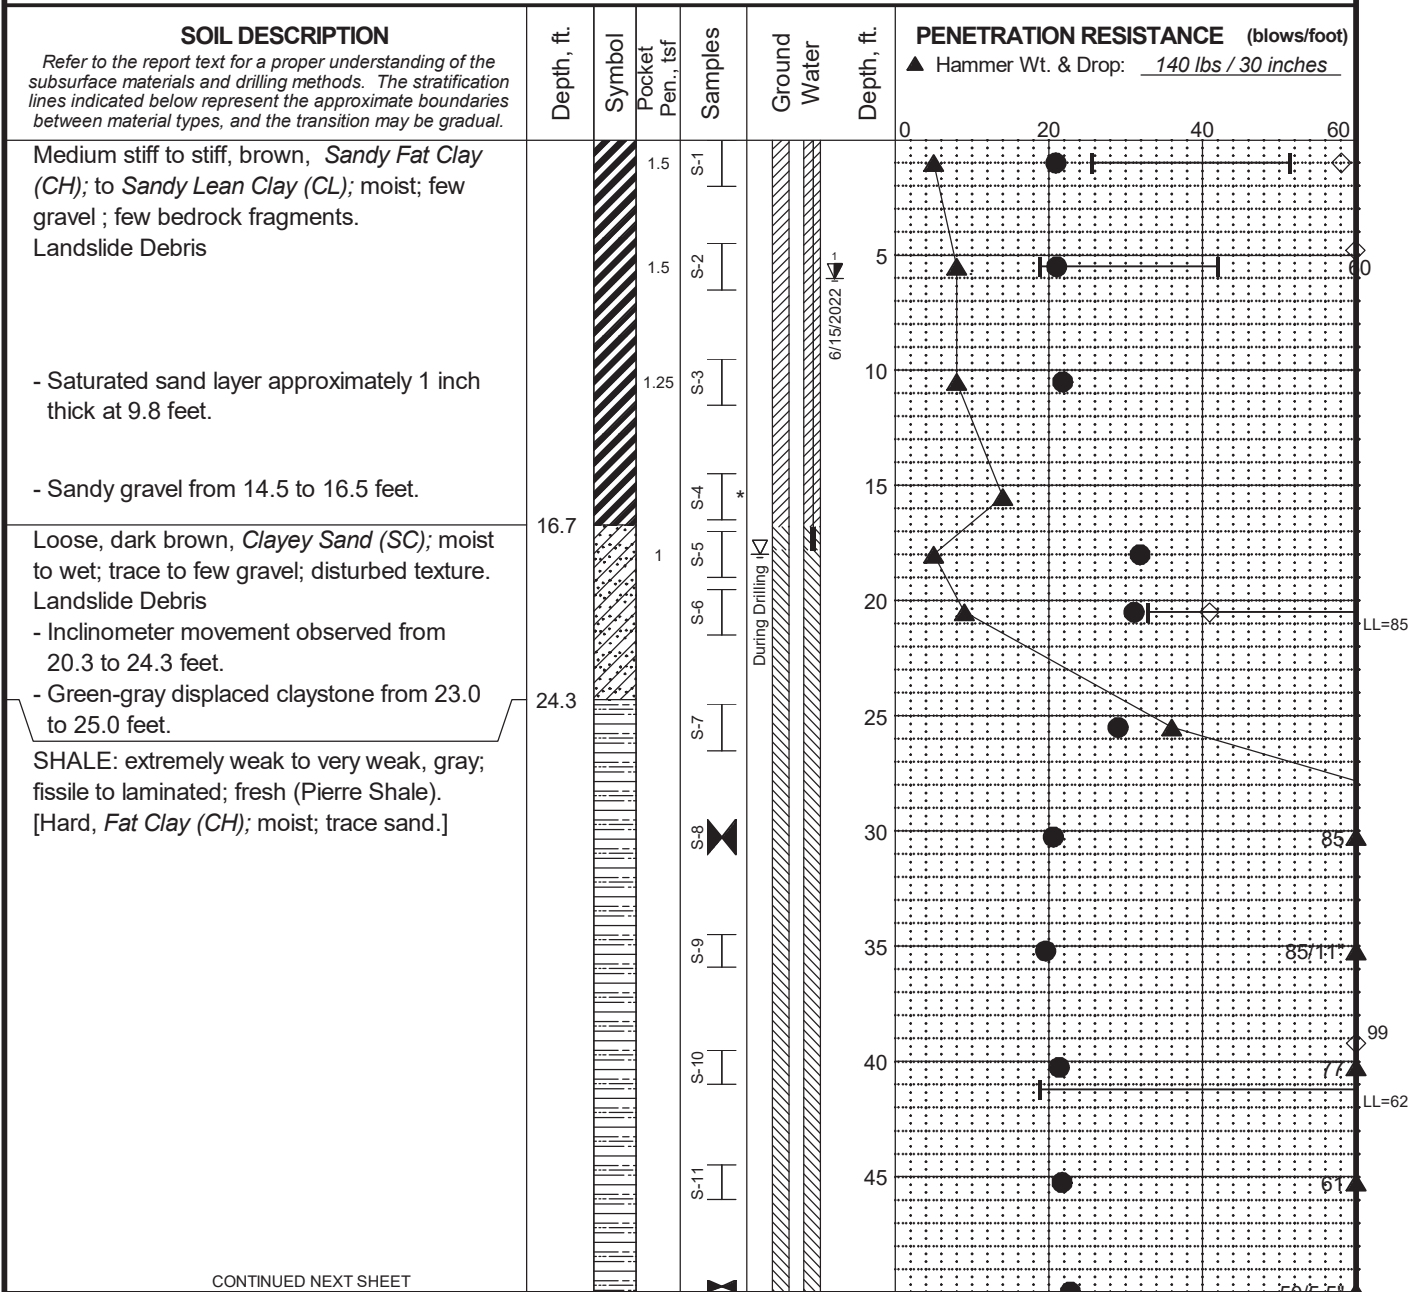 SOIL DESCRIPTION
Refer to the report text for a proper understanding of the
subsurface materials and drilling methods. The stratification
lines indicated below represent the approximate boundaries
between material types, and the transition may be gradual.
Depth, ft.
Symbol
Pocket
Pen., tsf
Samples
Ground
Water
Depth, ft.
PENETRATION RESISTANCE (blows/foot)
▲ Hammer Wt. & Drop: 140 lbs / 30 inches
0 20 40 60
Medium stiff to stiff, brown, Sandy Fat Clay
(CH); to Sandy Lean Clay (CL); moist; few
gravel ; few bedrock fragments.
Landslide Debris
- Saturated sand layer approximately 1 inch
thick at 9.8 feet.
- Sandy gravel from 14.5 to 16.5 feet.
Loose, dark brown, Clayey Sand (SC); moist
to wet; trace to few gravel; disturbed texture.
Landslide Debris
- Inclinometer movement observed from
20.3 to 24.3 feet.
- Green-gray displaced claystone from 23.0
to 25.0 feet.
SHALE: extremely weak to very weak, gray;
fissile to laminated; fresh (Pierre Shale).
[Hard, Fat Clay (CH); moist; trace sand.]
CONTINUED NEXT SHEET
16.7
24.3
1.5
1.5
1.25
1
S-1
S-2
S-3
S-4
*
S-5
S-6
S-7
S-8
S-9
S-10
S-11
During Drilling
1
6/15/2022
5
10
15
20
25
30
35
40
45
60
LL=85
85
85/11"
99
77
LL=62
61
50/5.5"